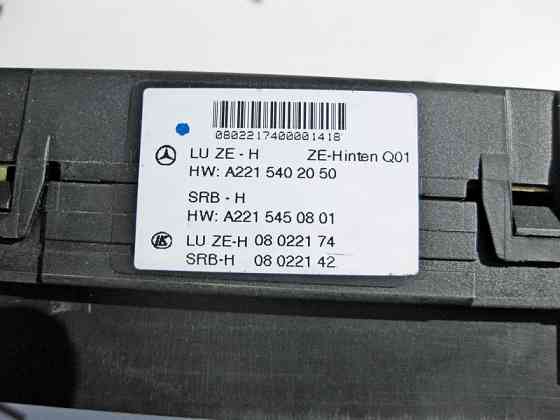 0802217400001418
LU ZE - H ZE-Hinten Q01
HW: A221 540 20 50
SRB - H
HW: A221 545 08 01
LK LU ZE-H 08 0221 74
SRB-H 08 0221 42